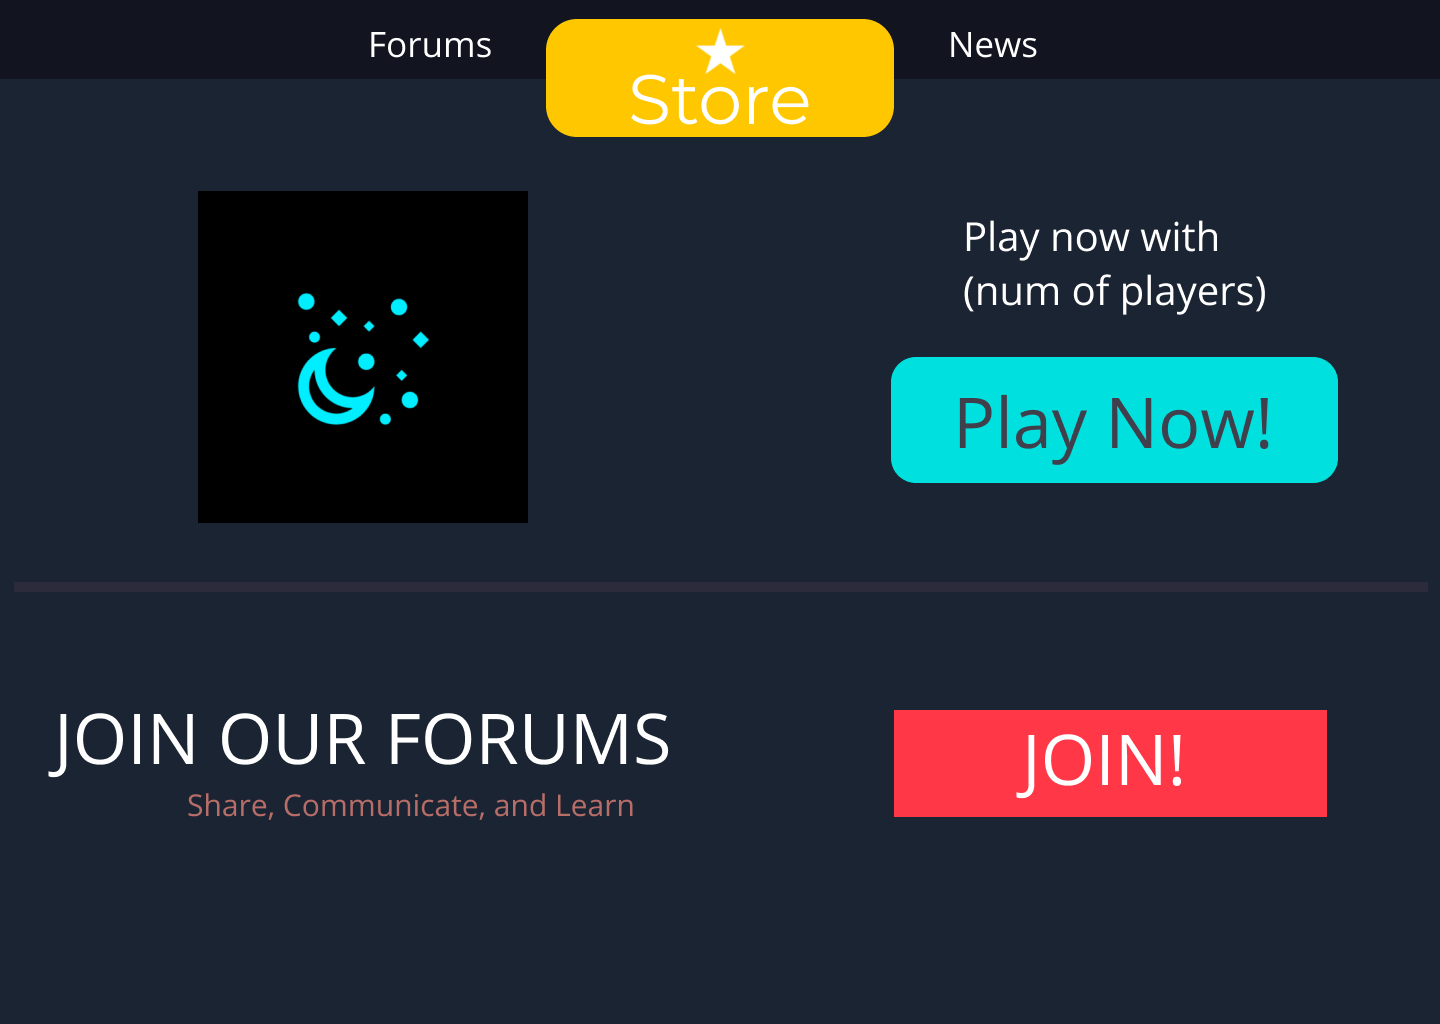 Forums
Store
News
Play now with
(num of players)
Play Now!
JOIN OUR FORUMS
Share, Communicate, and Learn
JOIN!